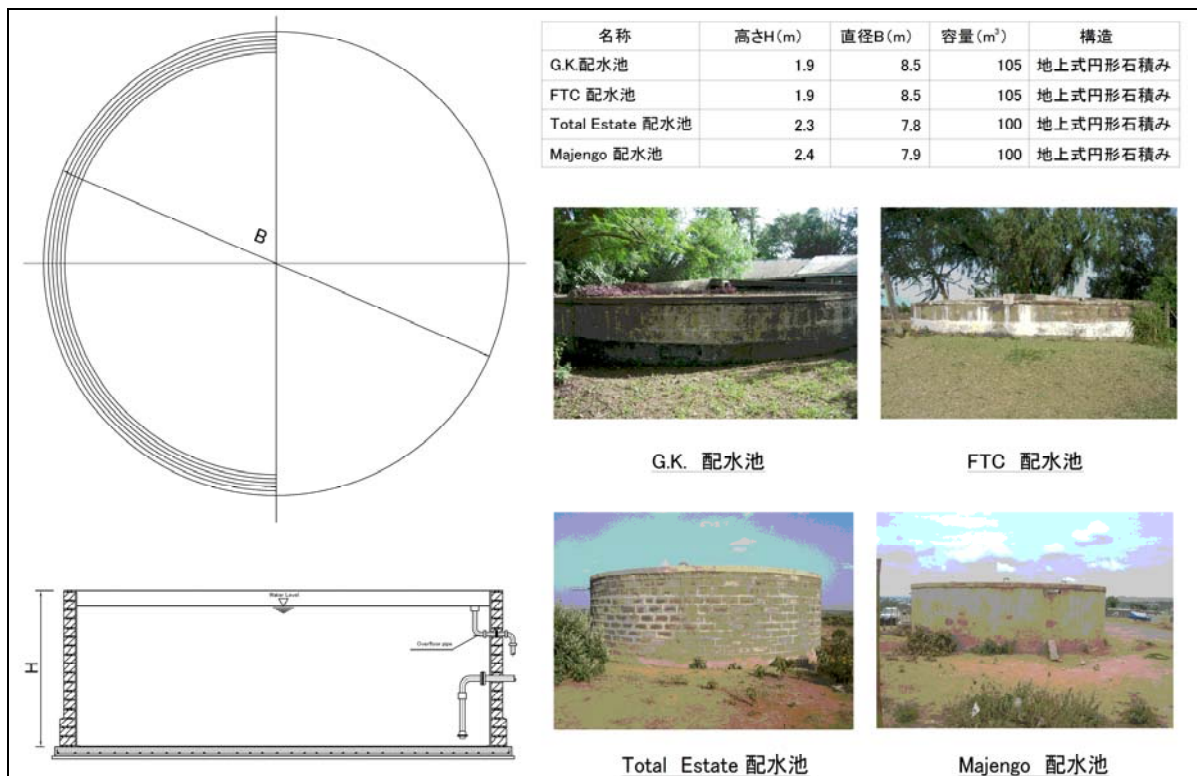 名称 高さH(m) 直径B(m) 容量(m³) 構造
G.K.配水池 1.9 8.5 105 地上式円形石積み
FTC 配水池 1.9 8.5 105 地上式円形石積み
Total Estate 配水池 2.3 7.8 100 地上式円形石積み
Majengo 配水池 2.4 7.9 100 地上式円形石積み
B
G.K. 配水池
FTC 配水池
Water Level
Overflow pipe
H
Total Estate 配水池
Majengo 配水池